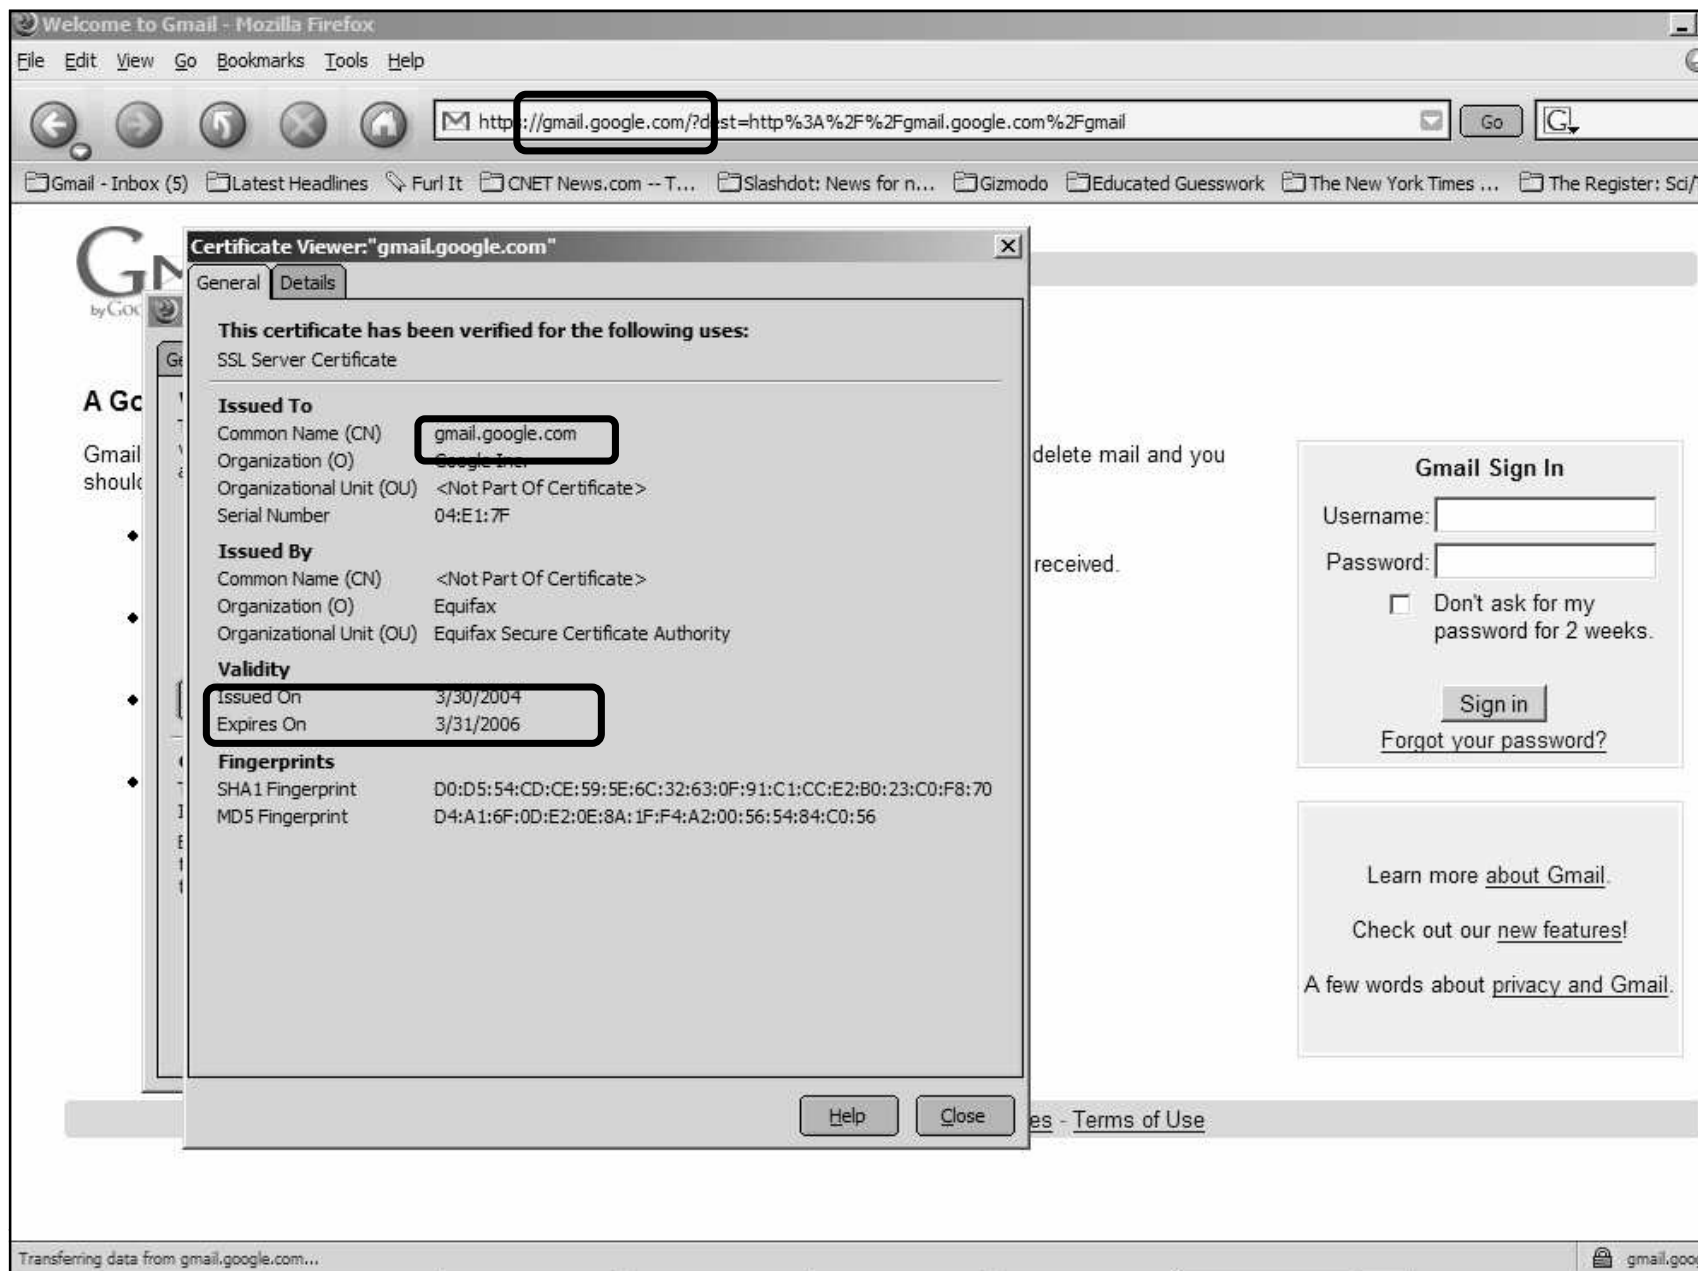 Welcome to Gmail - Mozilla Firefox
File Edit View Go Bookmarks Tools Help
https://gmail.google.com/?dest=http%3A%2F%2Fgmail.google.com%2Fgmail Go G
Gmail - Inbox (5) Latest Headlines Furl It CNET News.com -- T... Slashdot: News for n... Gizmodo Educated Guesswork The New York Times ... The Register: Sci/
by
A
Gmail
Certificate Viewer:"gmail.google.com"
General Details
This certificate has been verified for the following uses:
SSL Server Certificate
Issued To
Common Name (CN) gmail.google.com
Organization (O) Google Inc.
Organizational Unit (OU) <Not Part Of Certificate>
Serial Number 04:E1:7F
Issued By
Common Name (CN) <Not Part Of Certificate>
Organization (O) Equifax
Organizational Unit (OU) Equifax Secure Certificate Authority
Validity
Issued On 3/30/2004
Expires On 3/31/2006
Fingerprints
SHA1 Fingerprint D0:D5:54:CD:CE:59:5E:6C:32:63:0F:91:C1:CC:E2:B0:23:C0:F8:70
MD5 Fingerprint D4:A1:6F:0D:E2:0E:8A:1F:F4:A2:00:56:54:84:C0:56
Help Close
delete mail and you
received.
Gmail Sign In
Username:
Password:
Don't ask for my
password for 2 weeks.
Sign in
Forgot your password?
Learn more about Gmail.
Check out our new features!
A few words about privacy and Gmail.
es - Terms of Use
Transferring data from gmail.google.com... gmail.goo